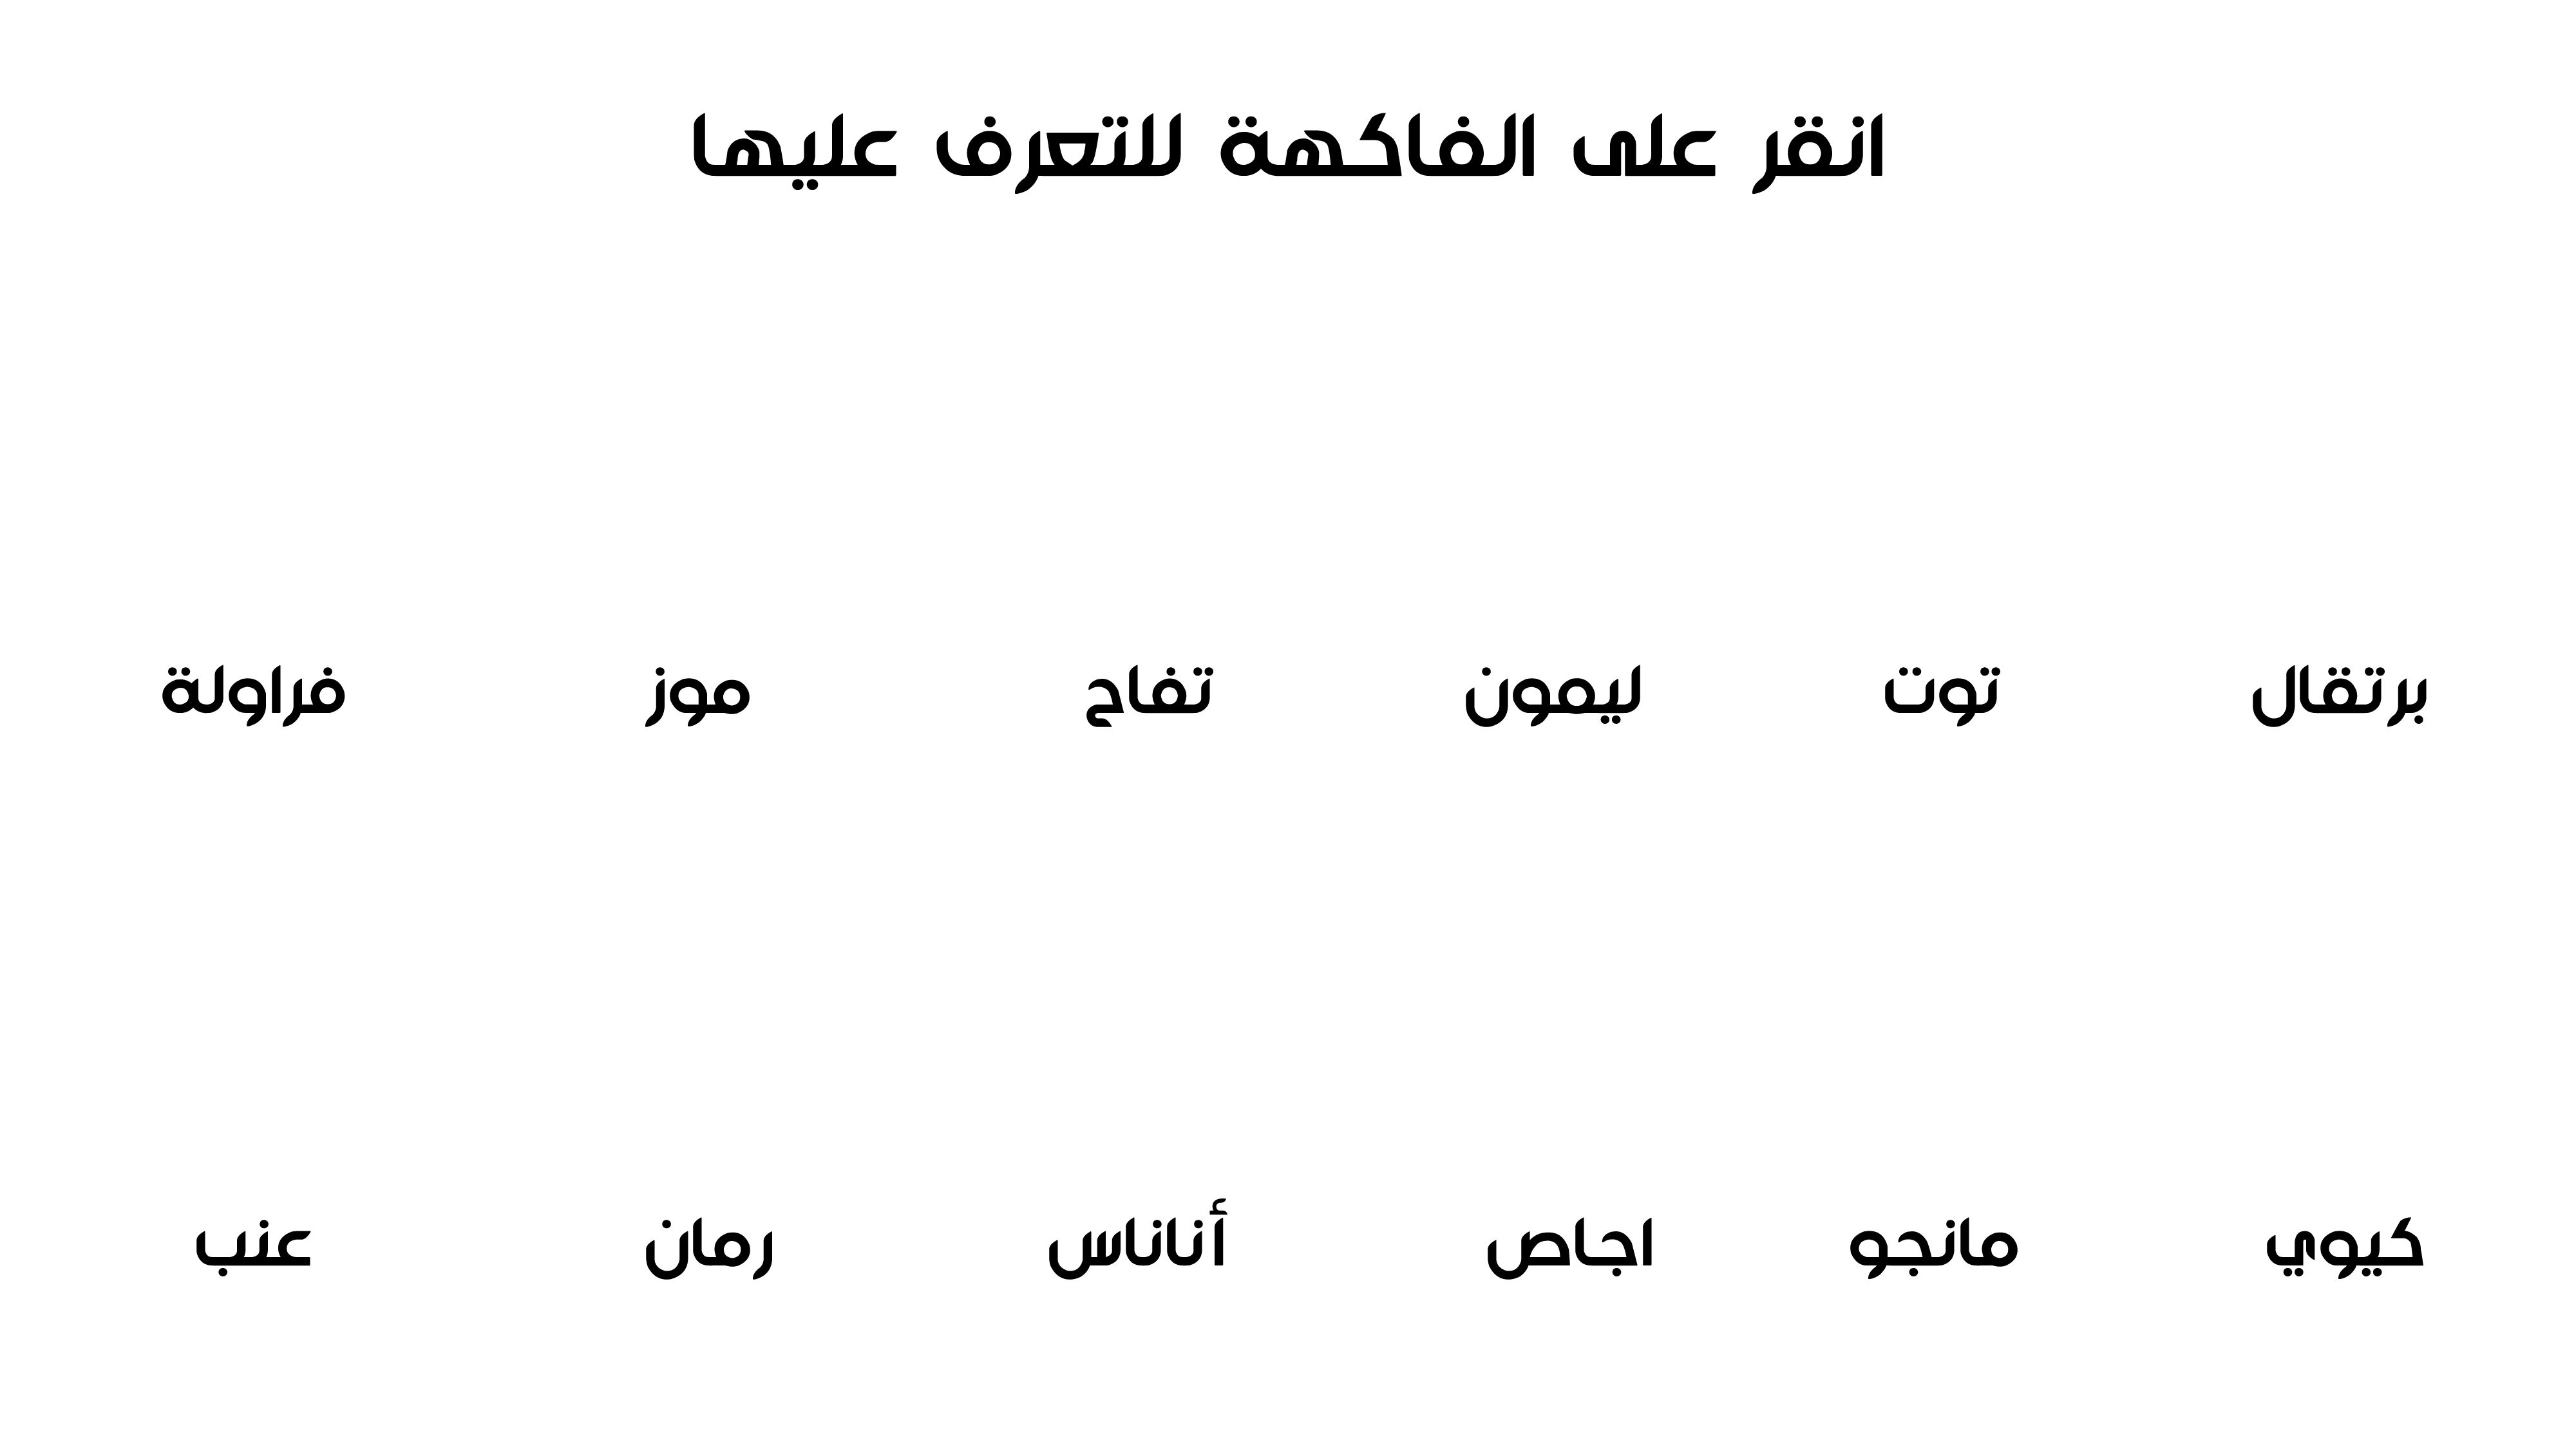 انقر على الفاكهة للتعرف عليها
برتقال توت ليمون تفاح موز فراولة
كيوي مانجو اجاص أناناس رمان عنب